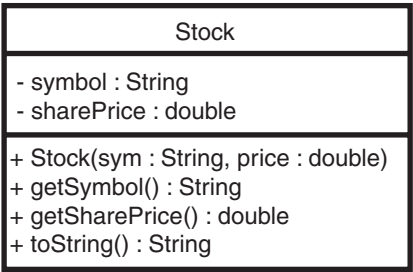 Stock
- symbol : String
- sharePrice : double
+ Stock(sym : String, price : double)
+ getSymbol() : String
+ getSharePrice() : double
+ toString() : String